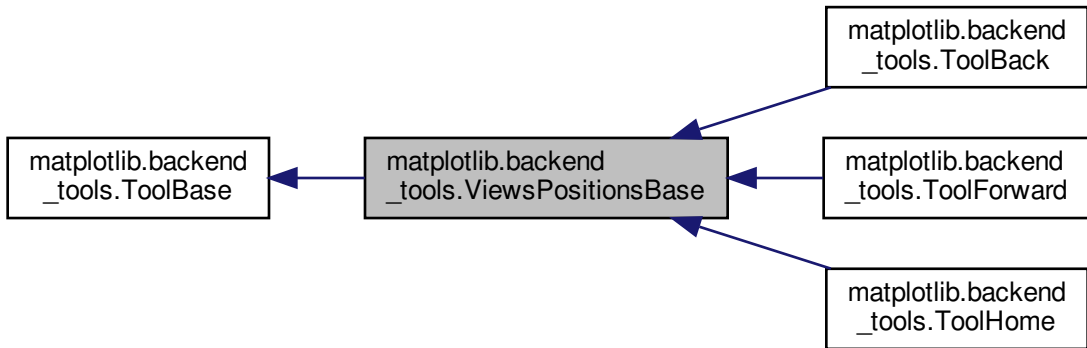 matplotlib.backend
_tools.ToolBase
matplotlib.backend
_tools.ViewsPositionsBase
matplotlib.backend
_tools.ToolBack
matplotlib.backend
_tools.ToolForward
matplotlib.backend
_tools.ToolHome